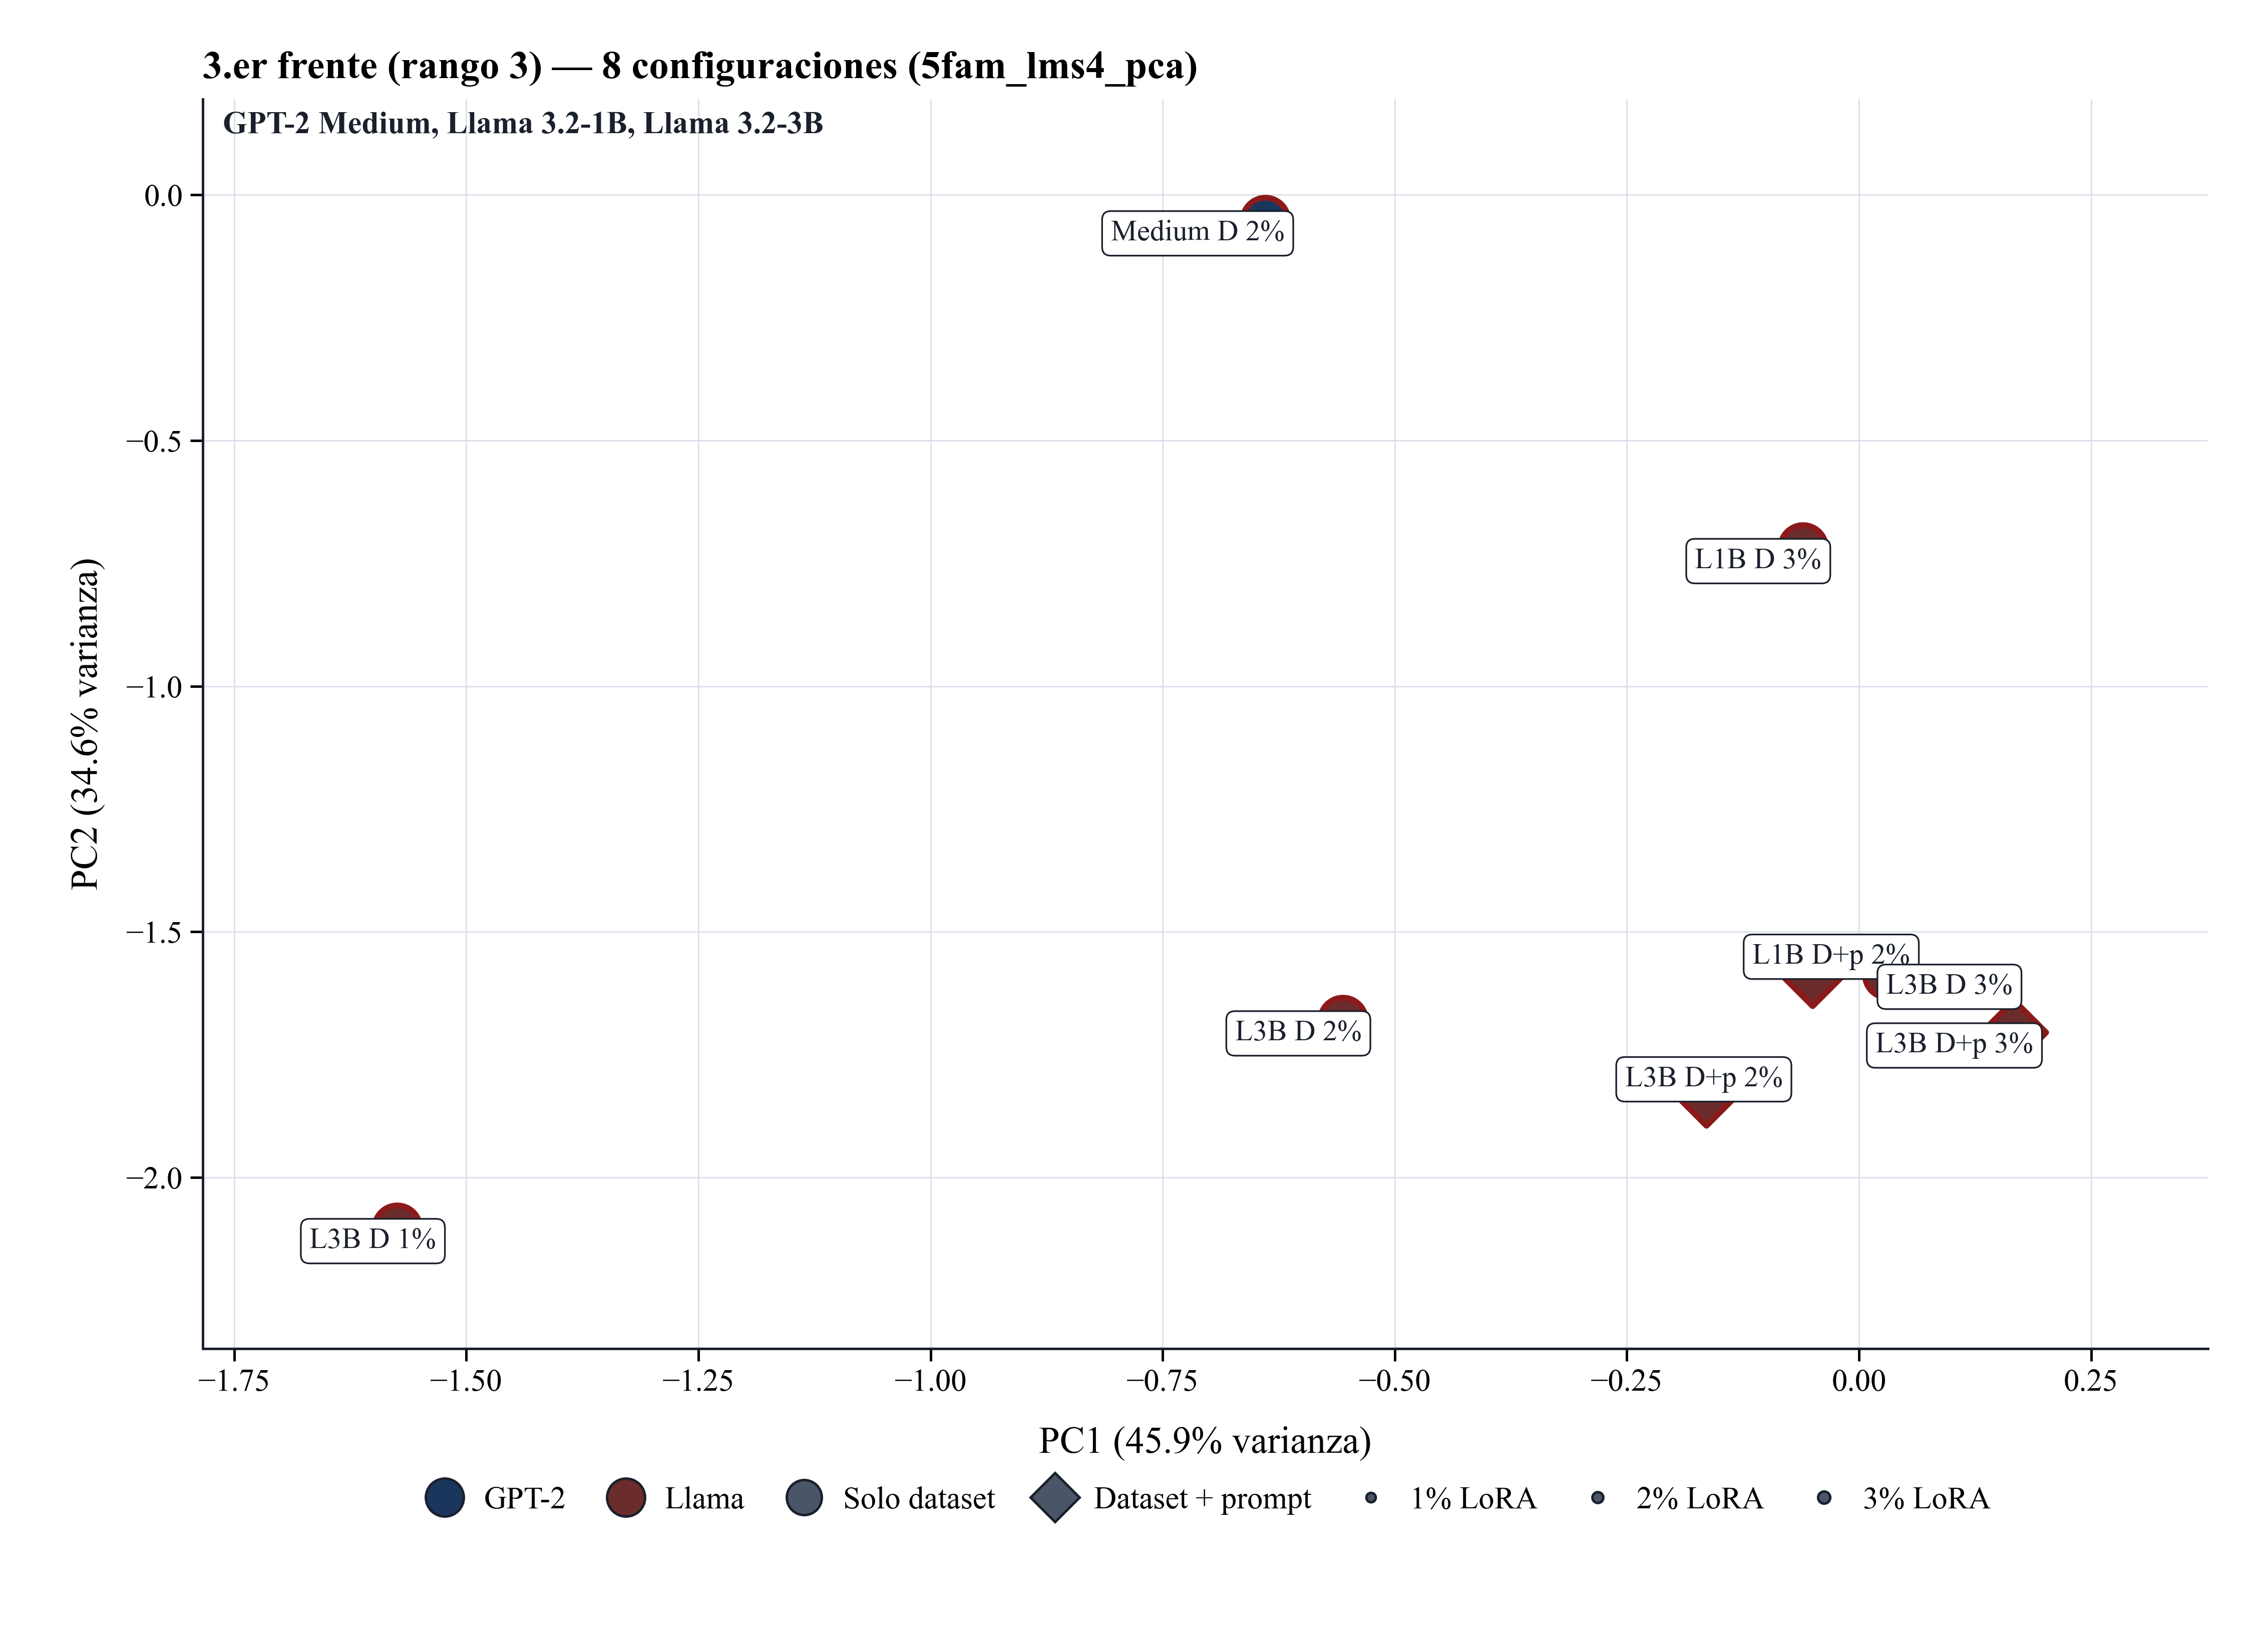 3.er frente (rango 3) — 8 configuraciones (5fam_lms4_pca)
GPT-2 Medium, Llama 3.2-1B, Llama 3.2-3B
PC2 (34.6% varianza)
0.0
−0.5
−1.0
−1.5
−2.0
Medium D 2%
L1B D 3%
L1B D+p 2%
L3B D 3%
L3B D 2%
L3B D+p 3%
L3B D+p 2%
L3B D 1%
−1.75 −1.50 −1.25 −1.00 −0.75 −0.50 −0.25 0.00 0.25
PC1 (45.9% varianza)
GPT-2 Llama Solo dataset Dataset + prompt 1% LoRA 2% LoRA 3% LoRA